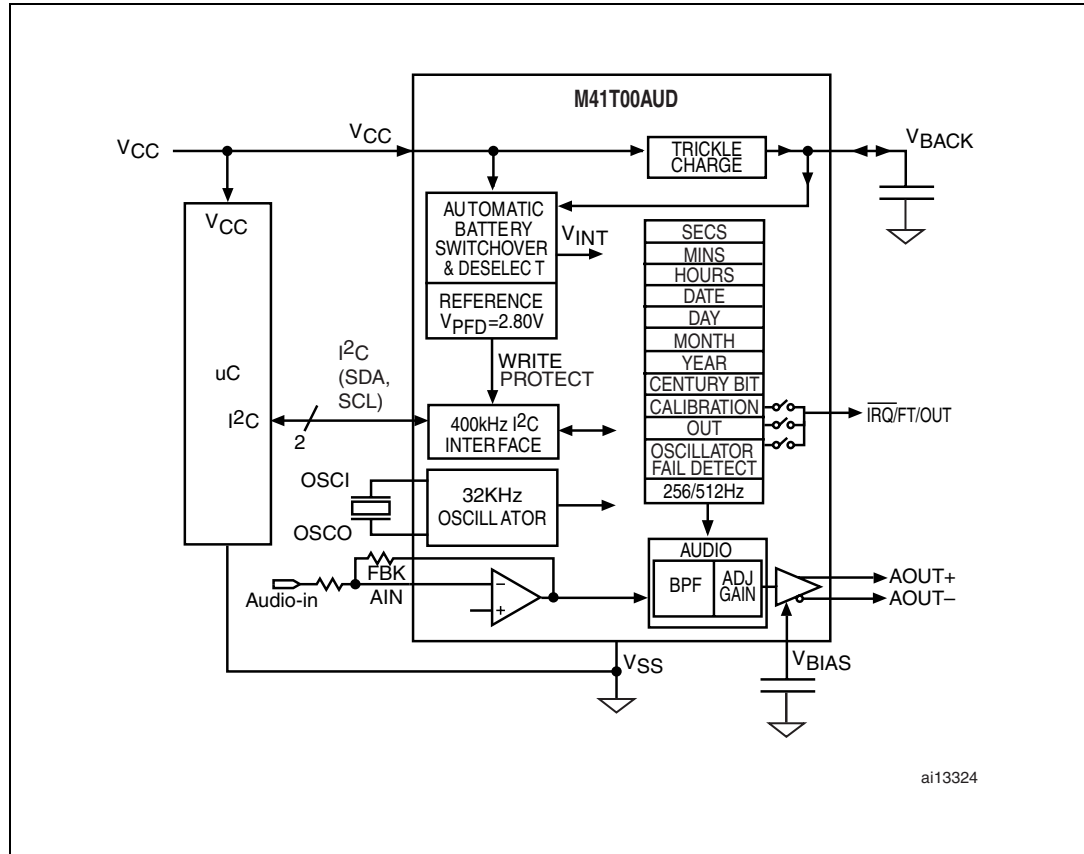 M41T00AUD
VCC
VCC
TRICKLE
CHARGE
VBACK
VCC
AUTOMATIC
BATTERY
SWITCHOVER
& DESELECT
VINT
REFERENCE
VPFD=2.80V
SECS
MINS
HOURS
DATE
DAY
MONTH
YEAR
CENTURY BIT
CALIBRATION
OUT
OSCILLATOR
FAIL DETECT
256/512Hz
IRQ/FT/OUT
WRITE
PROTECT
uC
I2C
I2C
(SDA,
SCL)
2
400kHz I2C
INTERFACE
OSCI
OSCO
32KHz
OSCILLATOR
Audio-in
FBK
AIN
−
+
AUDIO
BPF
ADJ
GAIN
AOUT+
AOUT−
VSS
VBIAS
ai13324